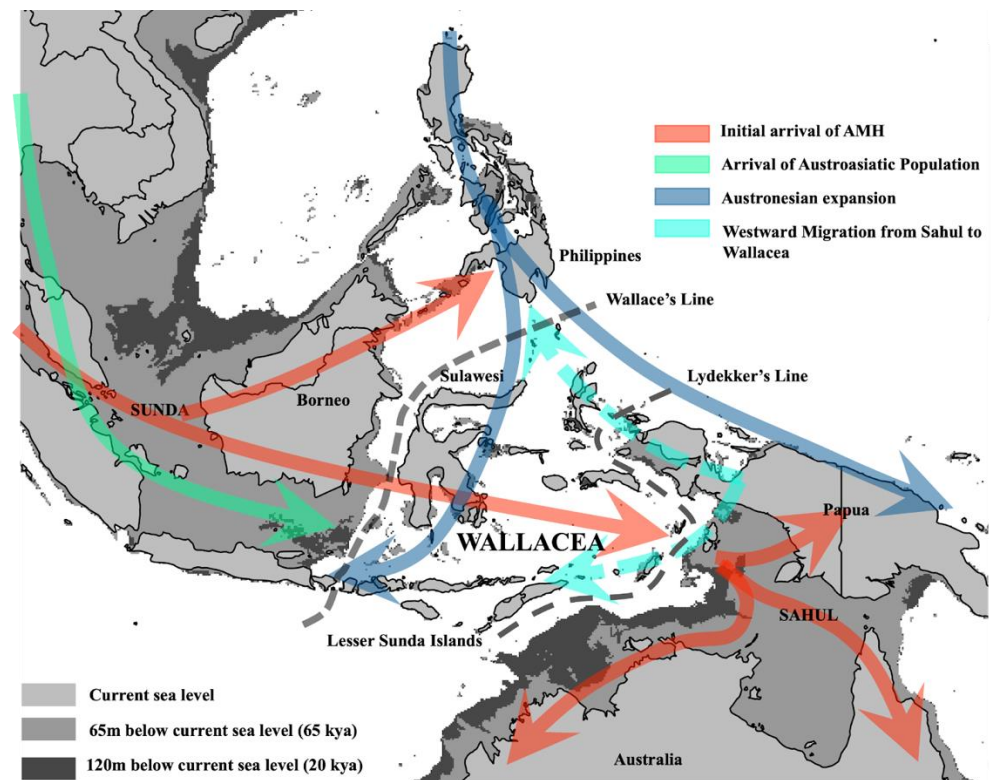 Initial arrival of AMH
Arrival of Austroasiatic Population
Austronesian expansion
Westward Migration from Sahul to
Wallacea
Philippines
Wallace's Line
Lydekker's Line
Sulawesi
Borneo
SUNDA
Papua
WALLACEA
SAHUL
Lesser Sunda Islands
Current sea level
65m below current sea level (65 kya)
120m below current sea level (20 kya)
Australia